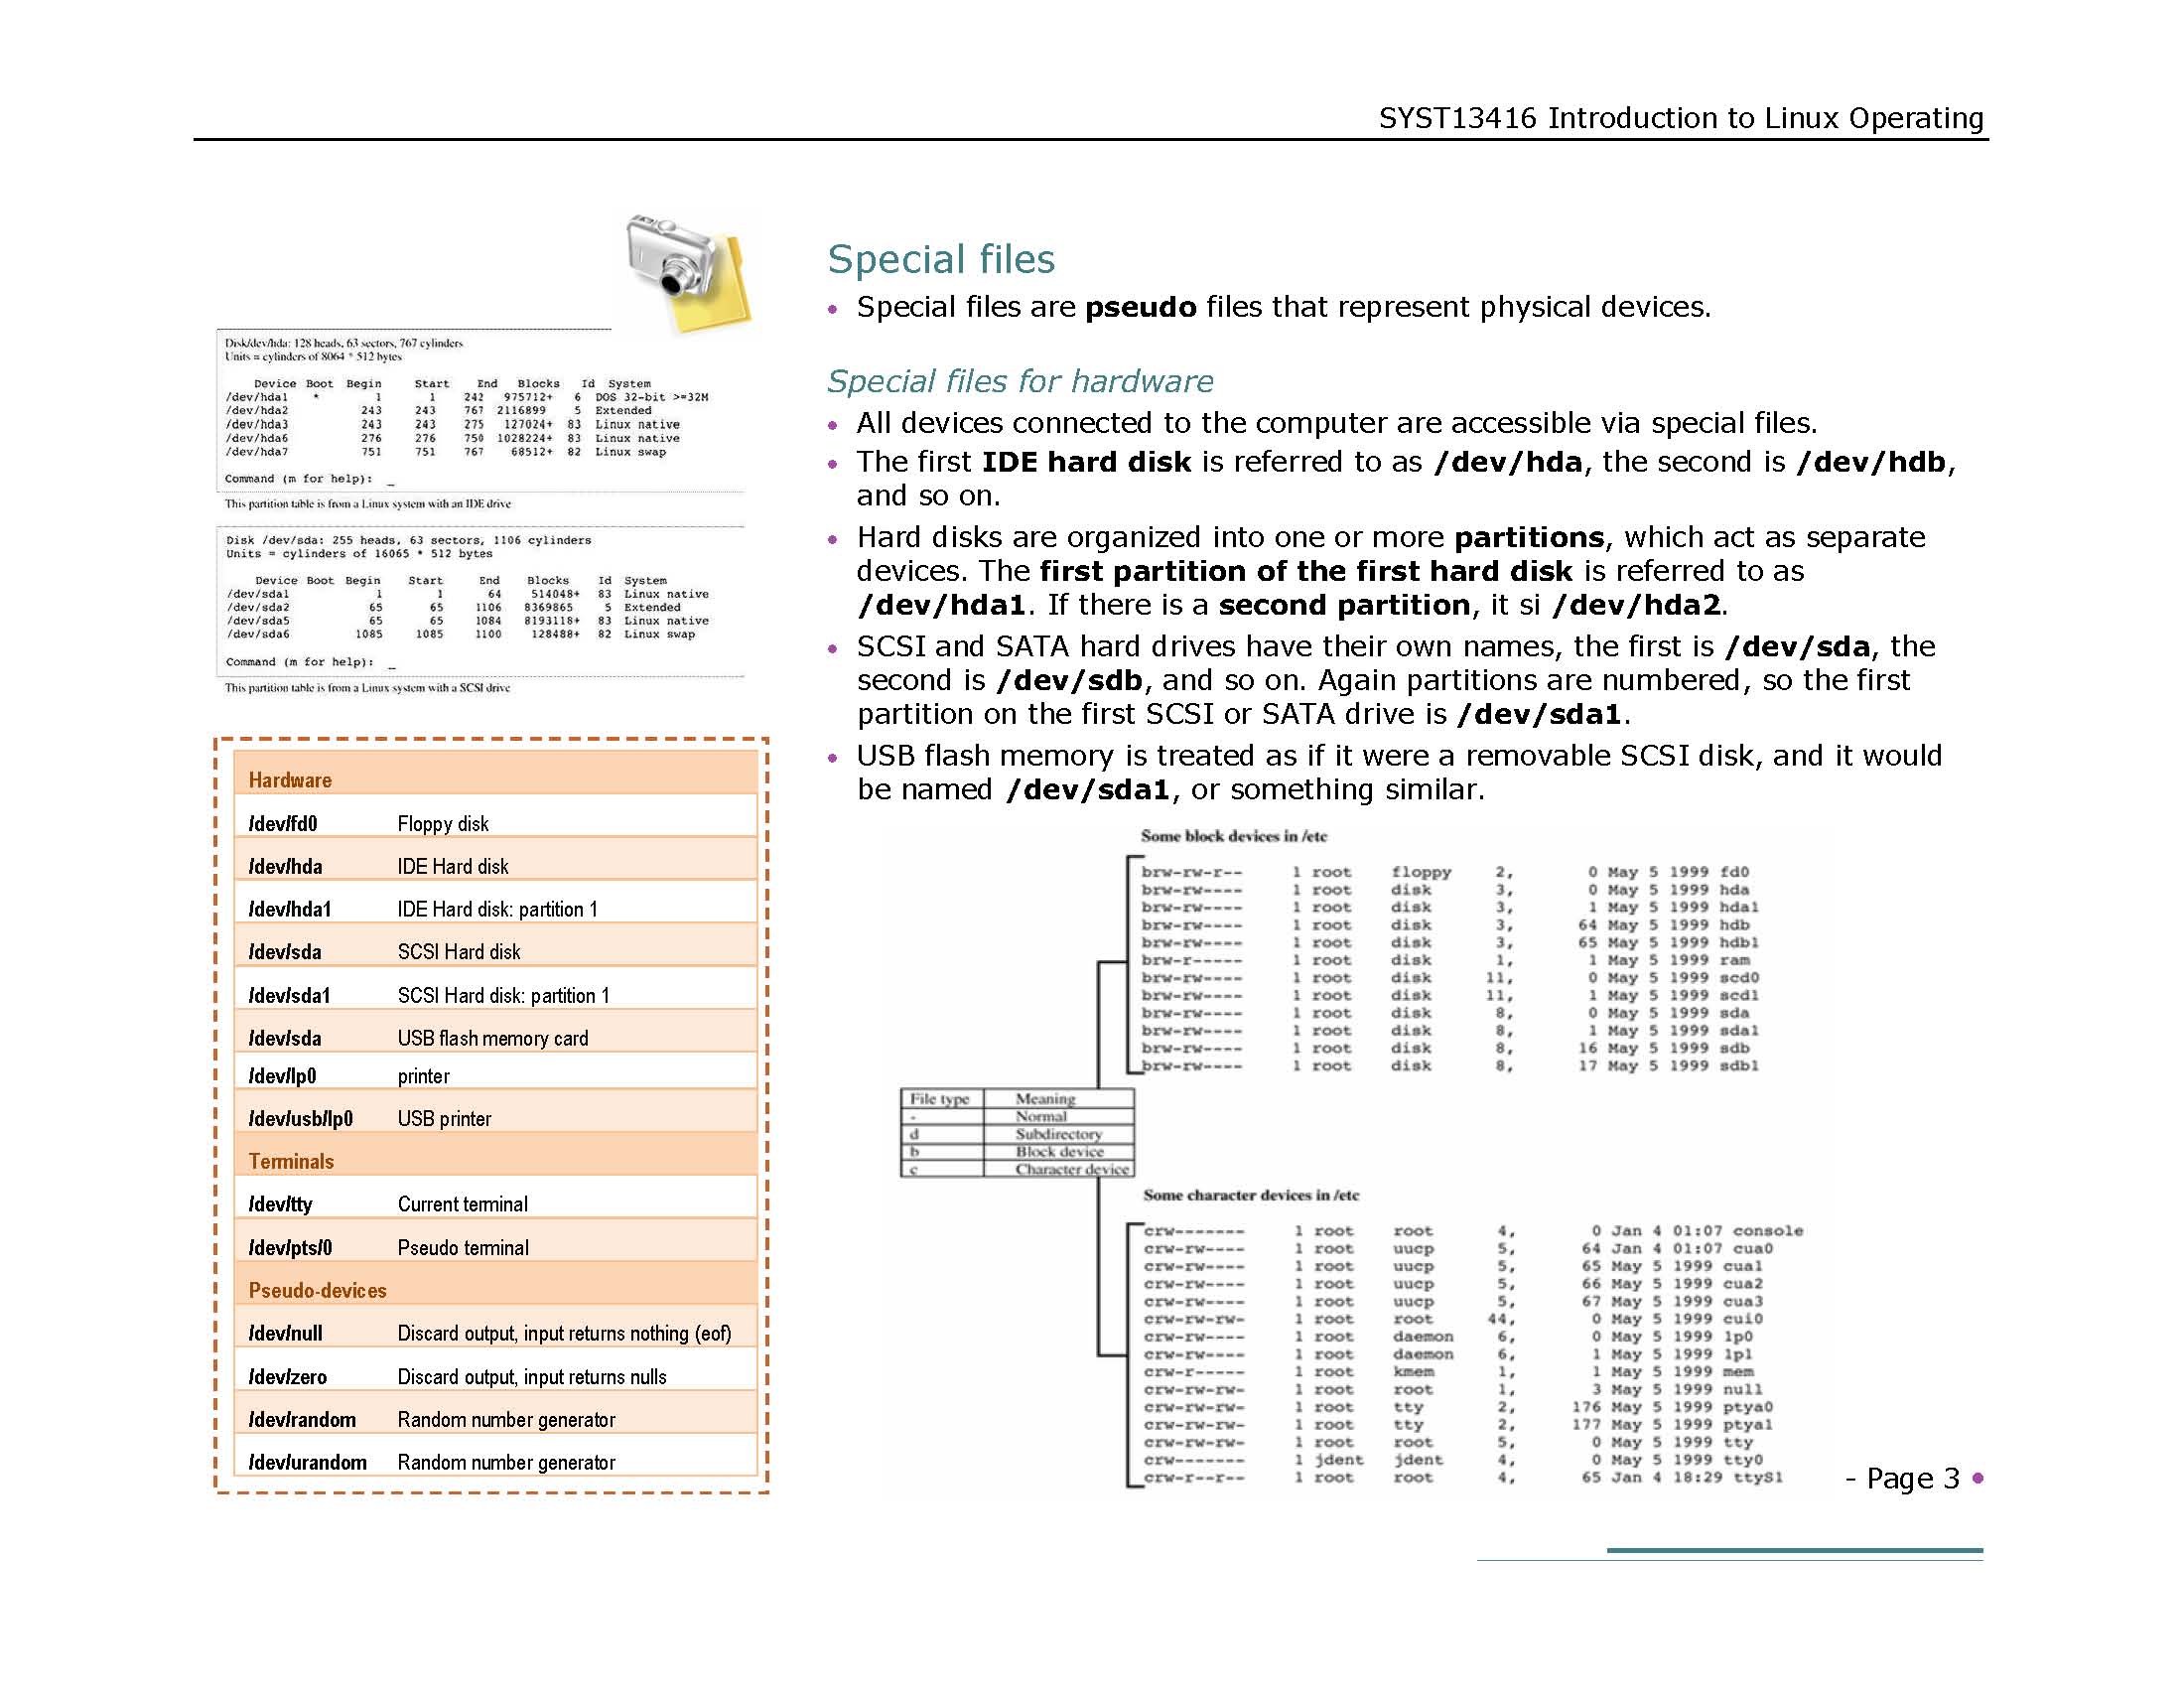 SYST13416 Introduction to Linux Operating
Disk/dev/hda: 128 heads, 63 sectors, 767 cylinders
Units = cylinders of 8064 * 512 bytes
Device Boot Begin Start End Blocks Id System
/dev/hda1 * 1 1 242 975712+ 6 DOS 32-bit >=32M
/dev/hda2 243 243 767 2116899 5 Extended
/dev/hda3 243 243 275 127024+ 83 Linux native
/dev/hda6 276 276 750 1028224+ 83 Linux native
/dev/hda7 751 751 767 68512+ 82 Linux swap
Command (m for help): _
This partition table is from a Linux system with an IDE drive
Disk /dev/sda: 255 heads, 63 sectors, 1106 cylinders
Units = cylinders of 16065 * 512 bytes
Device Boot Begin Start End Blocks Id System
/dev/sda1 1 1 64 514048+ 83 Linux native
/dev/sda2 65 65 1106 8369865 5 Extended
/dev/sda5 65 65 1084 8193118+ 83 Linux native
/dev/sda6 1085 1085 1100 128488+ 82 Linux swap
Command (m for help): _
This partition table is from a Linux system with a SCSI drive
Hardware
/dev/fd0 Floppy disk
/dev/hda IDE Hard disk
/dev/hda1 IDE Hard disk: partition 1
/dev/sda SCSI Hard disk
/dev/sda1 SCSI Hard disk: partition 1
/dev/sda USB flash memory card
/dev/lp0 printer
/dev/usb/lp0 USB printer
Terminals
/dev/tty Current terminal
/dev/pts/0 Pseudo terminal
Pseudo-devices
/dev/null Discard output, input returns nothing (eof)
/dev/zero Discard output, input returns nulls
/dev/random Random number generator
/dev/urandom Random number generator
Special files
• Special files are pseudo files that represent physical devices.
Special files for hardware
• All devices connected to the computer are accessible via special files.
• The first IDE hard disk is referred to as /dev/hda, the second is /dev/hdb,
and so on.
• Hard disks are organized into one or more partitions, which act as separate
devices. The first partition of the first hard disk is referred to as
/dev/hda1. If there is a second partition, it si /dev/hda2.
• SCSI and SATA hard drives have their own names, the first is /dev/sda, the
second is /dev/sdb, and so on. Again partitions are numbered, so the first
partition on the first SCSI or SATA drive is /dev/sda1.
• USB flash memory is treated as if it were a removable SCSI disk, and it would
be named /dev/sda1, or something similar.
Some block devices in /etc
brw-rw-r-- 1 root floppy 2, 0 May 5 1999 fd0
brw-rw---- 1 root disk 3, 0 May 5 1999 hda
brw-rw---- 1 root disk 3, 1 May 5 1999 hda1
brw-rw---- 1 root disk 3, 64 May 5 1999 hdb
brw-rw---- 1 root disk 3, 65 May 5 1999 hdb1
brw-r----- 1 root disk 1, 1 May 5 1999 ram
brw-rw---- 1 root disk 11, 0 May 5 1999 scd0
brw-rw---- 1 root disk 11, 1 May 5 1999 scd1
brw-rw---- 1 root disk 8, 0 May 5 1999 sda
brw-rw---- 1 root disk 8, 1 May 5 1999 sda1
brw-rw---- 1 root disk 8, 16 May 5 1999 sdb
brw-rw---- 1 root disk 8, 17 May 5 1999 sdb1
File type Meaning
- Normal
d Subdirectory
b Block device
c Character device
Some character devices in /etc
crw------- 1 root root 4, 0 Jan 4 01:07 console
crw-rw---- 1 root uucp 5, 64 Jan 4 01:07 cua0
crw-rw---- 1 root uucp 5, 65 May 5 1999 cua1
crw-rw---- 1 root uucp 5, 66 May 5 1999 cua2
crw-rw---- 1 root uucp 5, 67 May 5 1999 cua3
crw-rw-rw- 1 root root 44, 0 May 5 1999 cui0
crw-rw---- 1 root daemon 6, 0 May 5 1999 lp0
crw-rw---- 1 root daemon 6, 1 May 5 1999 lp1
crw-r----- 1 root kmem 1, 1 May 5 1999 mem
crw-rw-rw- 1 root root 1, 3 May 5 1999 null
crw-rw-rw- 1 root tty 2, 176 May 5 1999 ptya0
crw-rw-rw- 1 root tty 2, 177 May 5 1999 ptya1
crw-rw-rw- 1 root root 5, 0 May 5 1999 tty
crw------- 1 jdent jdent 4, 0 May 5 1999 tty0
crw-r--r-- 1 root root 4, 65 Jan 4 18:29 ttyS1
- Page 3 •